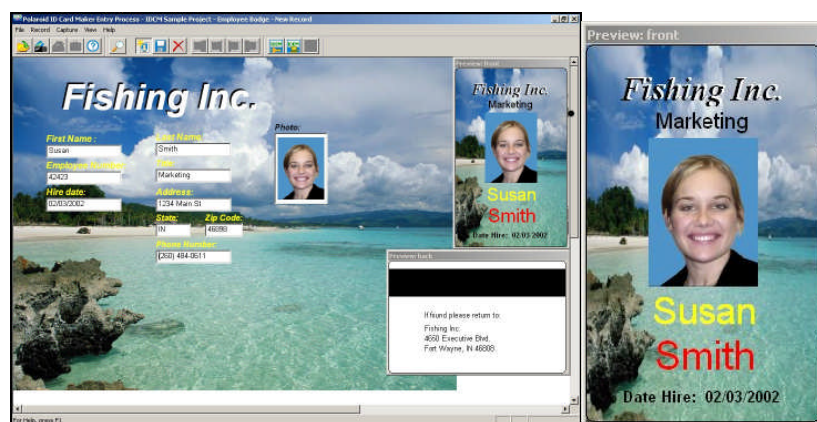 Polaroid ID Card Maker Entry Process - IDCM Sample Project - Employee Badge - New Record
File Record Capture View Help
Fishing Inc.
First Name :
Susan
Last Name:
Smith
42423
Title:
Marketing
Hire date:
02/03/2002
Address:
1234 Main St
State:
IN
Zip Code:
46898
Phone Number:
(260) 484-0611
Photo:
Preview: front
Fishing Inc.
Marketing
Susan
Smith
Date Hire: 02/03/2002
Preview: back
If found please return to:
Fishing Inc.
4660 Executive Blvd.
Fort Wayne, IN 46808
For Help, press F1
Preview: front
Fishing Inc.
Marketing
Susan
Smith
Date Hire: 02/03/2002